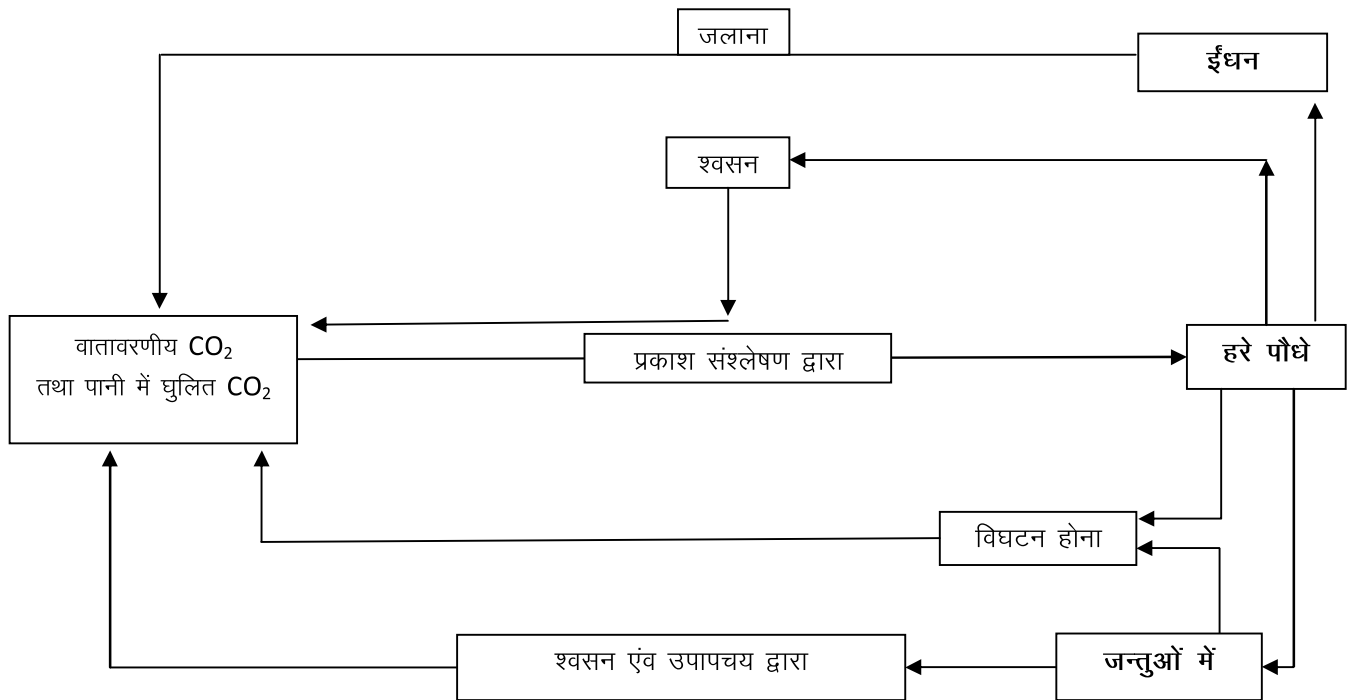 जलाना
ईंधन
श्वसन
वातावरणीय CO₂
तथा पानी में घुलित CO₂
प्रकाश संश्लेषण द्वारा
हरे पौधे
विघटन होना
श्वसन एंव उपापचय द्वारा
जन्तुओं में